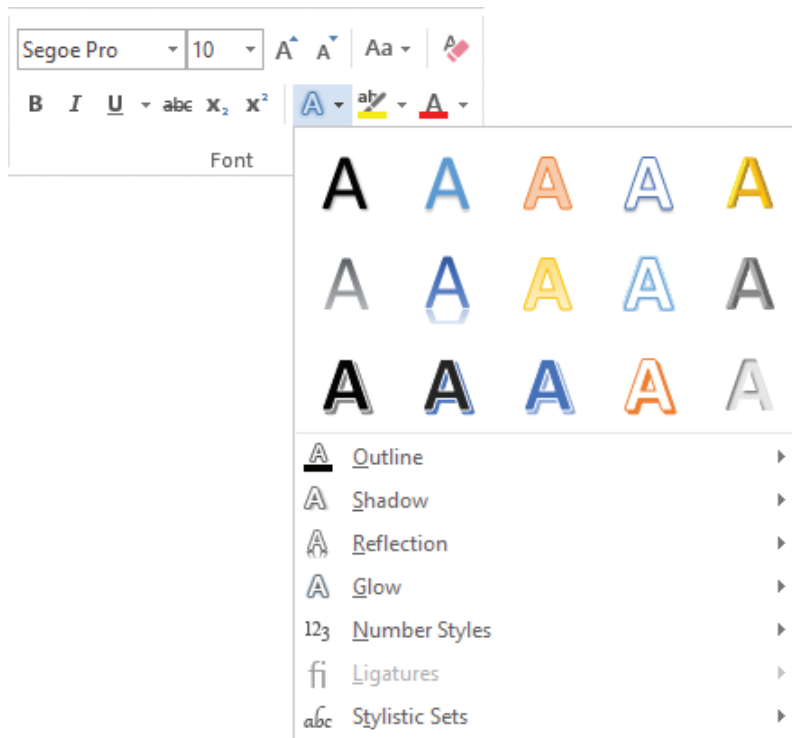 Segoe Pro 10 A A Aa A
B I U abc X₂ X² A ab A
Font
A A A A A
A A A A A
A A A A A
A Outline
A Shadow
A Reflection
A Glow
123 Number Styles
fi Ligatures
abc Stylistic Sets